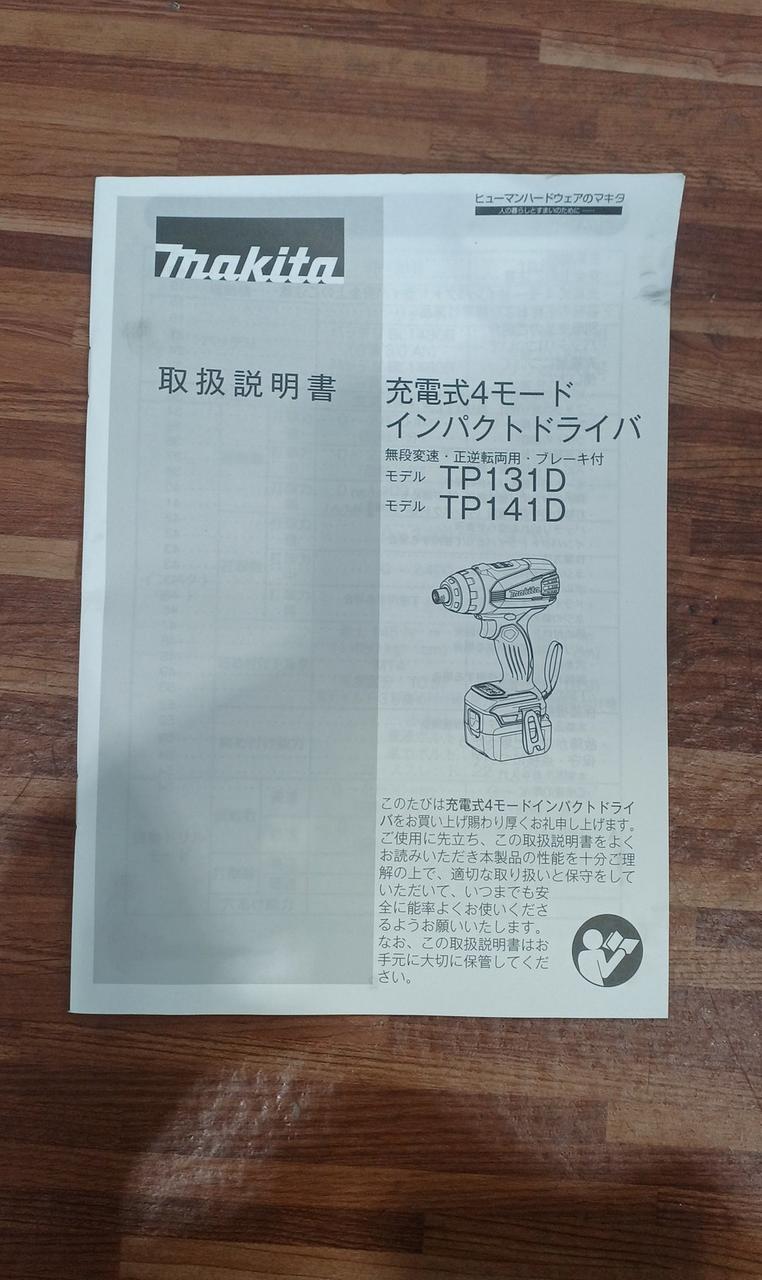 ヒューマンハードウェアのマキタ
人の暮らしとすまいのために ――
makita
取扱説明書
充電式4モード
インパクトドライバ
無段変速・正逆転両用・ブレーキ付
モデル TP131D
モデル TP141D
makita
このたびは充電式4モードインパクトドライ
バをお買い上げ賜わり厚くお礼申し上げます。
ご使用に先立ち、この取扱説明書をよく
お読みいただき本製品の性能を十分ご理
解の上で、適切な取り扱いと保守をして
いただいて、いつまでも安
全に能率よくお使いくださ
るようお願いいたします。
なお、この取扱説明書はお
手元に大切に保管してくだ
さい。